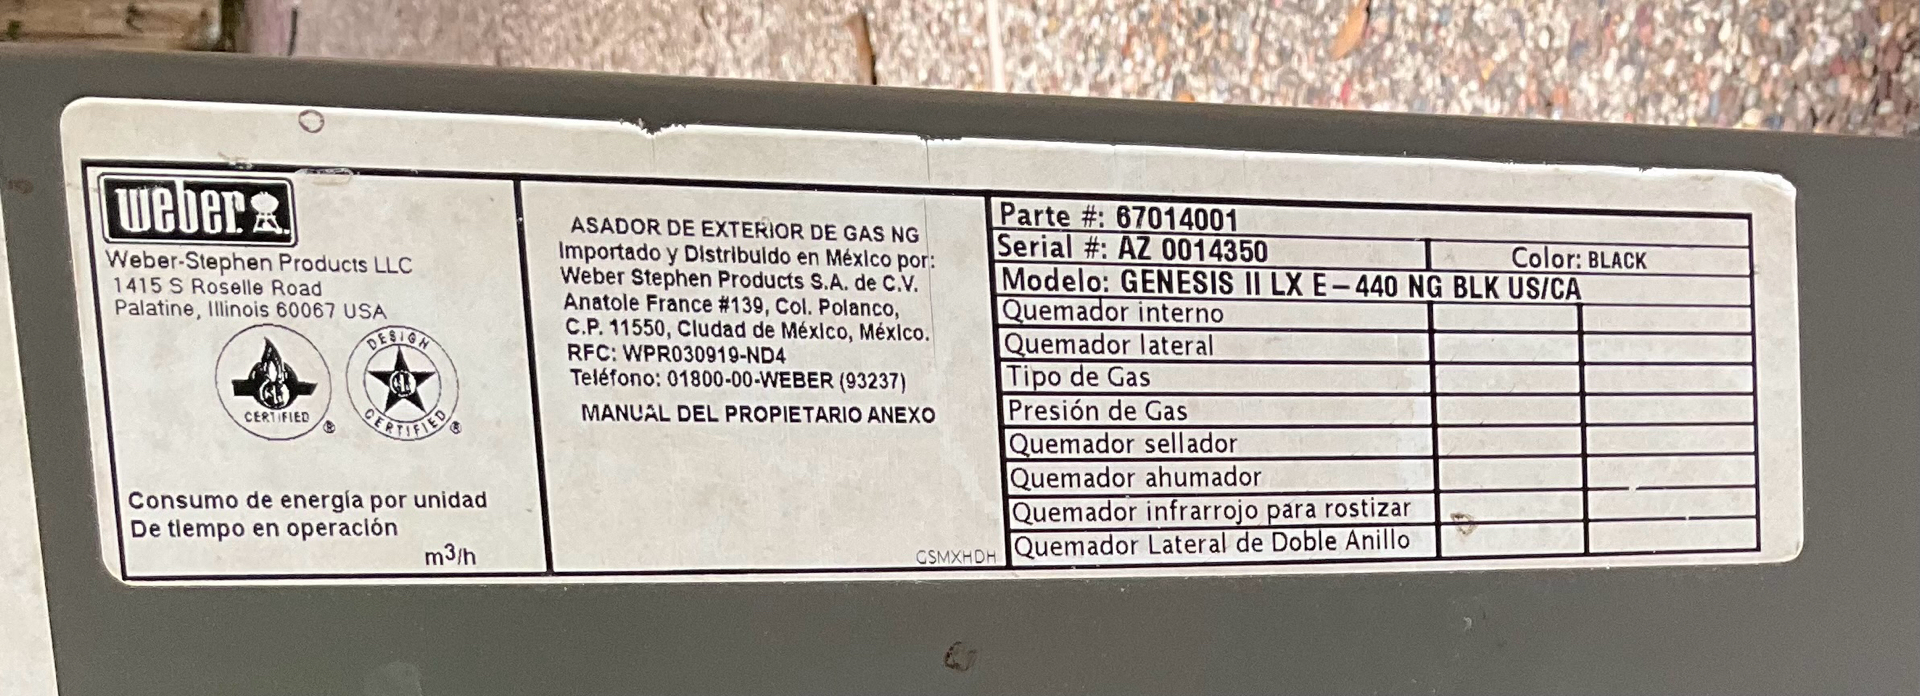 weber
Weber-Stephen Products LLC
1415 S Roselle Road
Palatine, Illinois 60067 USA
CERTIFIED ®
DESIGN
CERTIFIED ®
Consumo de energía por unidad
De tiempo en operación
m³/h
ASADOR DE EXTERIOR DE GAS NG
Importado y Distribuido en México por:
Weber Stephen Products S.A. de C.V.
Anatole France #139, Col. Polanco,
C.P. 11550, Ciudad de México, México.
RFC: WPR030919-ND4
Teléfono: 01800-00-WEBER (93237)
MANUAL DEL PROPIETARIO ANEXO
GSMXHDH
Parte #: 67014001
Serial #: AZ 0014350
Color: BLACK
Modelo: GENESIS II LX E-440 NG BLK US/CA
Quemador interno
Quemador lateral
Tipo de Gas
Presión de Gas
Quemador sellador
Quemador ahumador
Quemador infrarrojo para rostizar
Quemador Lateral de Doble Anillo